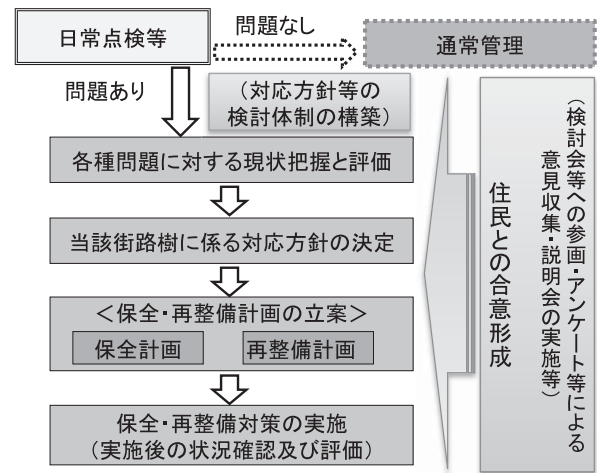 日常点検等
問題なし
通常管理
問題あり
（対応方針等の
検討体制の構築）
各種問題に対する現状把握と評価
当該街路樹に係る対応方針の決定
＜保全・再整備計画の立案＞
保全計画
再整備計画
保全・再整備対策の実施
（実施後の状況確認及び評価）
住民との合意形成
（検討会等への参画・アンケート等による
意見収集・説明会の実施等）